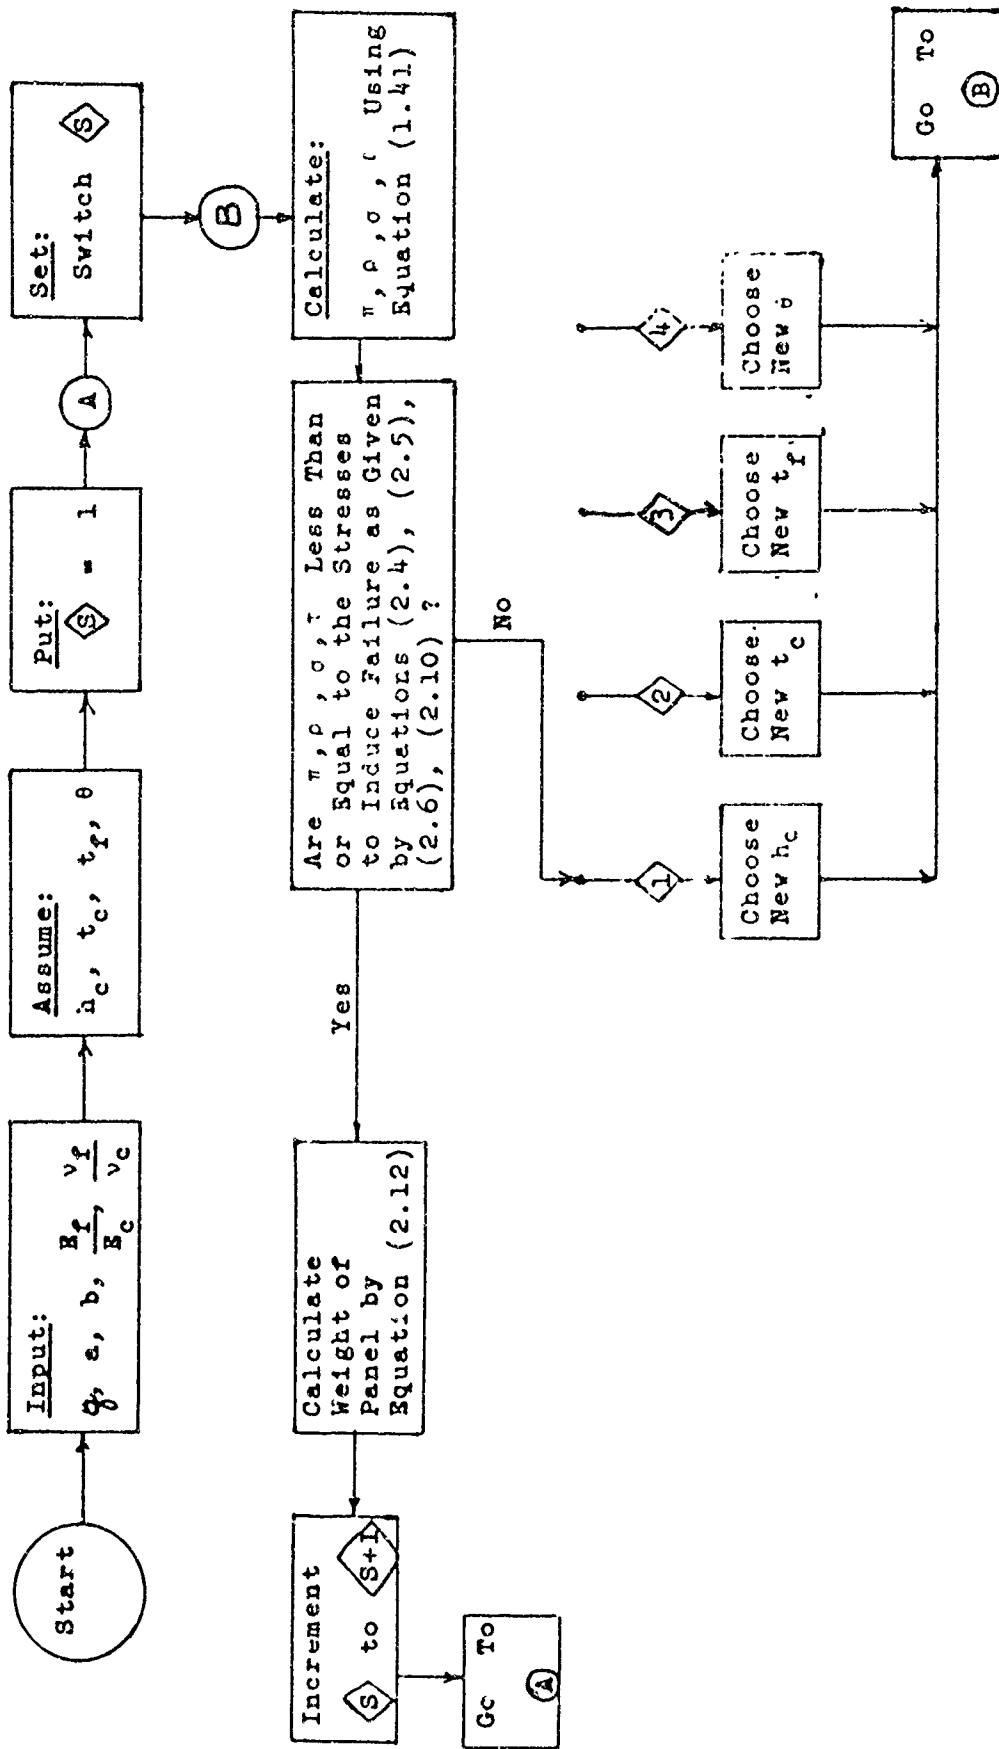 Start
Input:
q, a, b, E_f/E_c, ν_f/ν_c
Assume:
h_c, t_c, t_f, θ
Put:
S = 1
A
Set:
Switch S
B
Calculate:
π, ρ, σ, Using
Equation (1.41)
Are π, ρ, σ, τ Less Than
or Equal to the Stresses
to Induce Failure as Given
by Equations (2.4), (2.5),
(2.6), (2.10) ?
Yes
No
Calculate
Weight of
Panel by
Equation (2.12)
Increment
S to S+1
Go To
A
1
Choose
New h_c
2
Choose
New t_c
3
Choose
New t_f
4
Choose
New θ
Go To
B